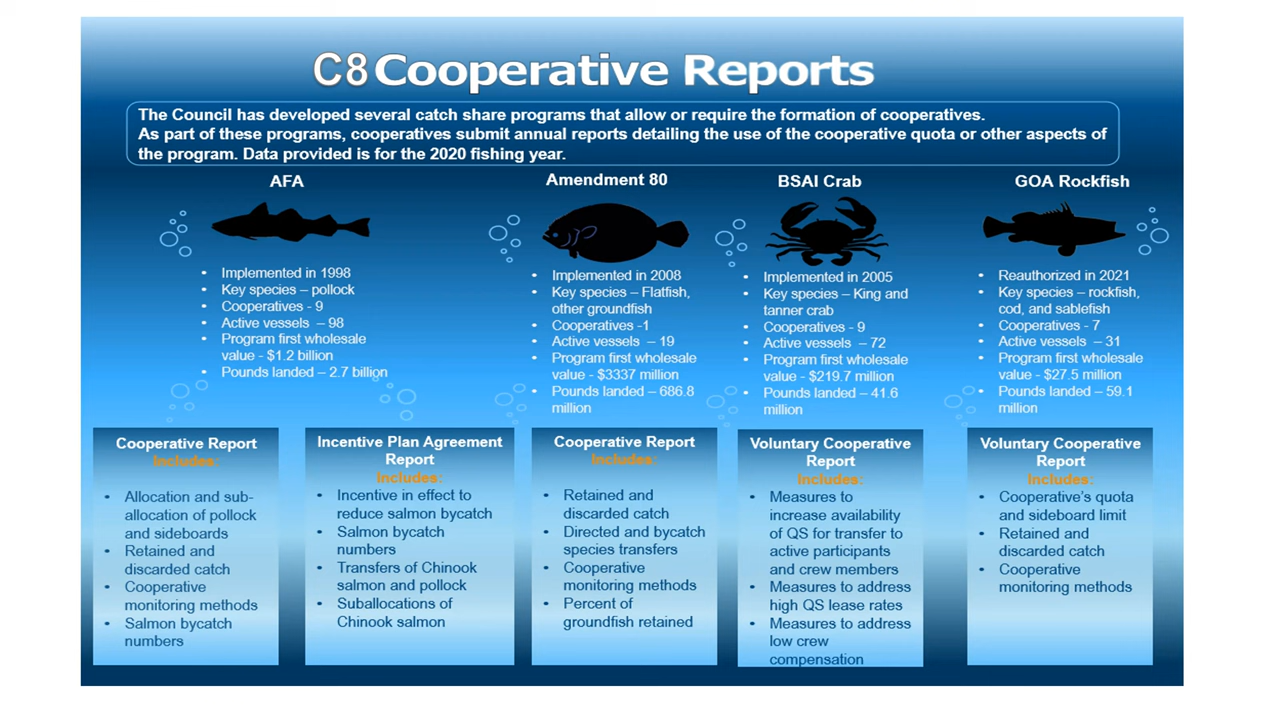 C8 Cooperative Reports
The Council has developed several catch share programs that allow or require the formation of cooperatives.
As part of these programs, cooperatives submit annual reports detailing the use of the cooperative quota or other aspects of
the program. Data provided is for the 2020 fishing year.
AFA
• Implemented in 1998
• Key species – pollock
• Cooperatives - 9
• Active vessels – 98
• Program first wholesale
value - $1.2 billion
• Pounds landed – 2.7 billion
Amendment 80
• Implemented in 2008
• Key species – Flatfish,
other groundfish
• Cooperatives -1
• Active vessels – 19
• Program first wholesale
value - $3337 million
• Pounds landed – 686.8
million
BSAI Crab
• Implemented in 2005
• Key species – King and
tanner crab
• Cooperatives - 9
• Active vessels – 72
• Program first wholesale
value - $219.7 million
• Pounds landed – 41.6
million
GOA Rockfish
• Reauthorized in 2021
• Key species – rockfish,
cod, and sablefish
• Cooperatives - 7
• Active vessels – 31
• Program first wholesale
value - $27.5 million
• Pounds landed – 59.1
million
Cooperative Report
Includes:
• Allocation and sub-
allocation of pollock
and sideboards
• Retained and
discarded catch
• Cooperative
monitoring methods
• Salmon bycatch
numbers
Incentive Plan Agreement
Report
Includes:
• Incentive in effect to
reduce salmon bycatch
• Salmon bycatch
numbers
• Transfers of Chinook
salmon and pollock
• Suballocations of
Chinook salmon
Cooperative Report
Includes:
• Retained and
discarded catch
• Directed and bycatch
species transfers
• Cooperative
monitoring methods
• Percent of
groundfish retained
Voluntary Cooperative
Report
Includes:
• Measures to
increase availability
of QS for transfer to
active participants
and crew members
• Measures to address
high QS lease rates
• Measures to address
low crew
compensation
Voluntary Cooperative
Report
Includes:
• Cooperative's quota
and sideboard limit
• Retained and
discarded catch
• Cooperative
monitoring methods